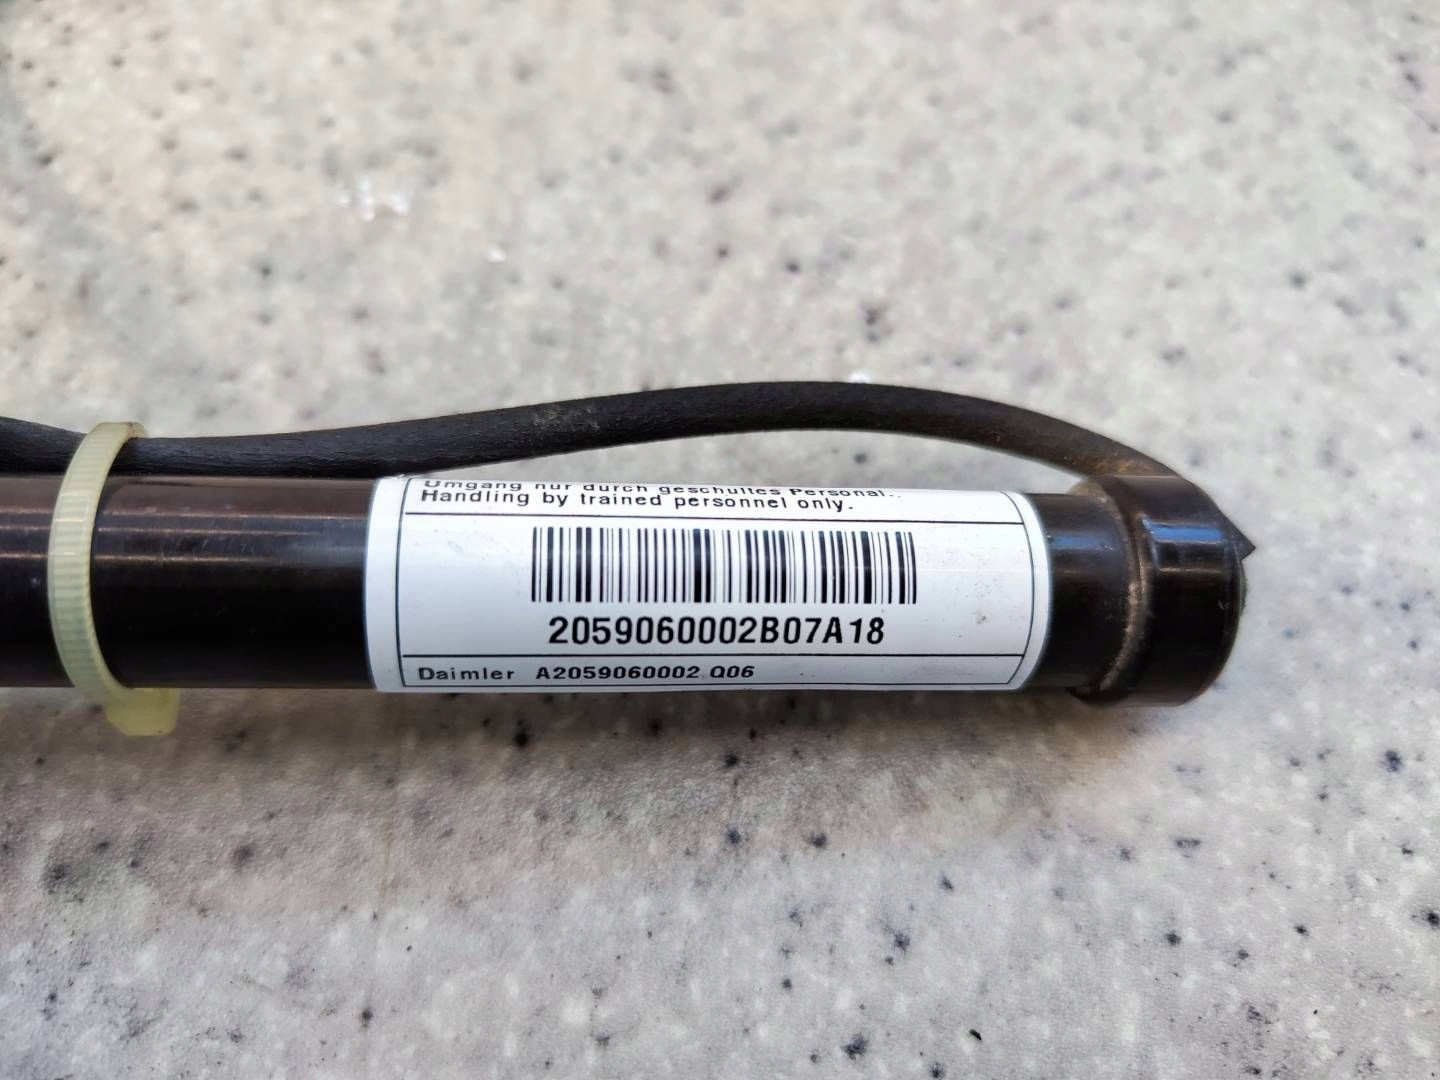 Umgang nur durch geschultes Personal..
Handling by trained personnel only.
2059060002B07A18
Daimler A2059060002 Q06